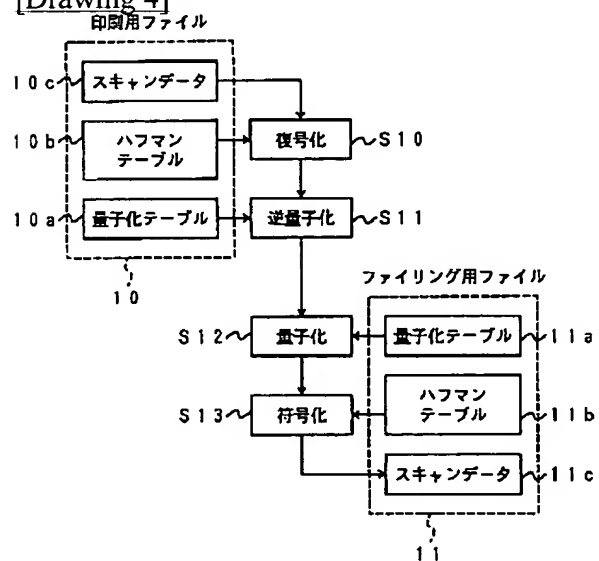 [Drawing 4]
印刷用ファイル
10c
スキャンデータ
10b
ハフマン
テーブル
復号化
S10
10a
量子化テーブル
逆量子化
S11
10
ファイリング用ファイル
S12
量子化
量子化テーブル
11a
S13
符号化
ハフマン
テーブル
11b
スキャンデータ
11c
11